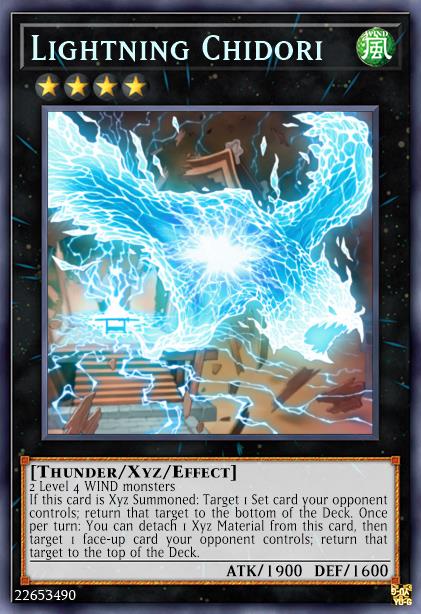 LIGHTNING CHIDORI
WIND
風
[THUNDER/XYZ/EFFECT]
2 Level 4 WIND monsters
If this card is Xyz Summoned: Target 1 Set card your opponent
controls; return that target to the bottom of the Deck. Once
per turn: You can detach 1 Xyz Material from this card, then
target 1 face-up card your opponent controls; return that
target to the top of the Deck.
ATK/1900 DEF/1600
22653490